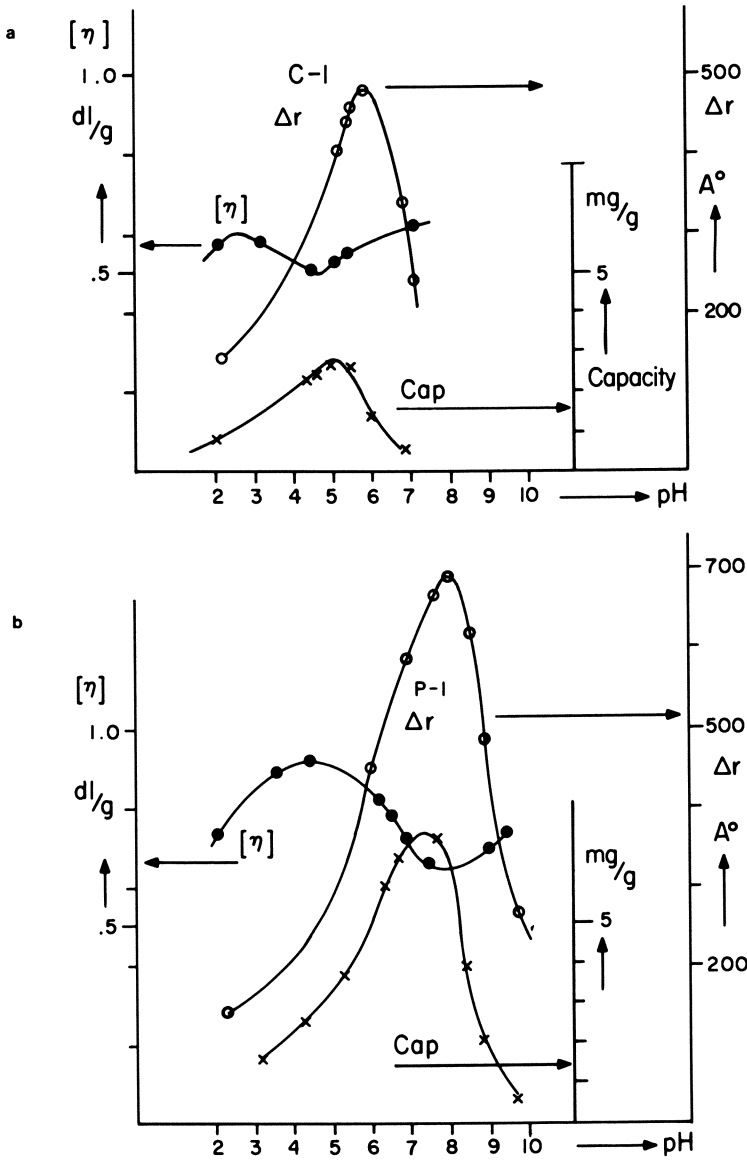 a
[η]
1.0
dl/g
.5
C-1
Δr
[η]
Cap
500
Δr
A°
200
mg/g
5
Capacity
2 3 4 5 6 7 8 9 10 pH
b
[η]
1.0
dl/g
.5
P-1
Δr
[η]
Cap
700
500
Δr
A°
200
mg/g
5
2 3 4 5 6 7 8 9 10 pH